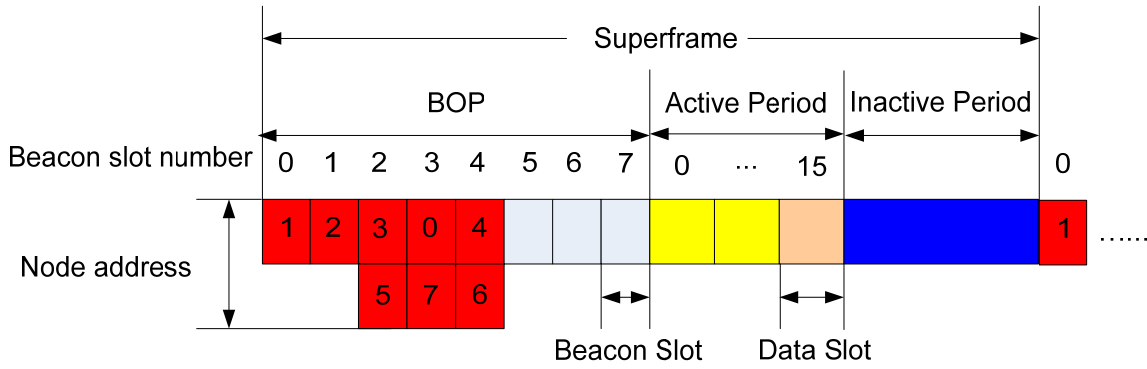 Superframe
BOP Active Period Inactive Period
Beacon slot number 0 1 2 3 4 5 6 7 0 ... 15 0
1 2 3 0 4 1 ......
Node address
5 7 6
Beacon Slot Data Slot